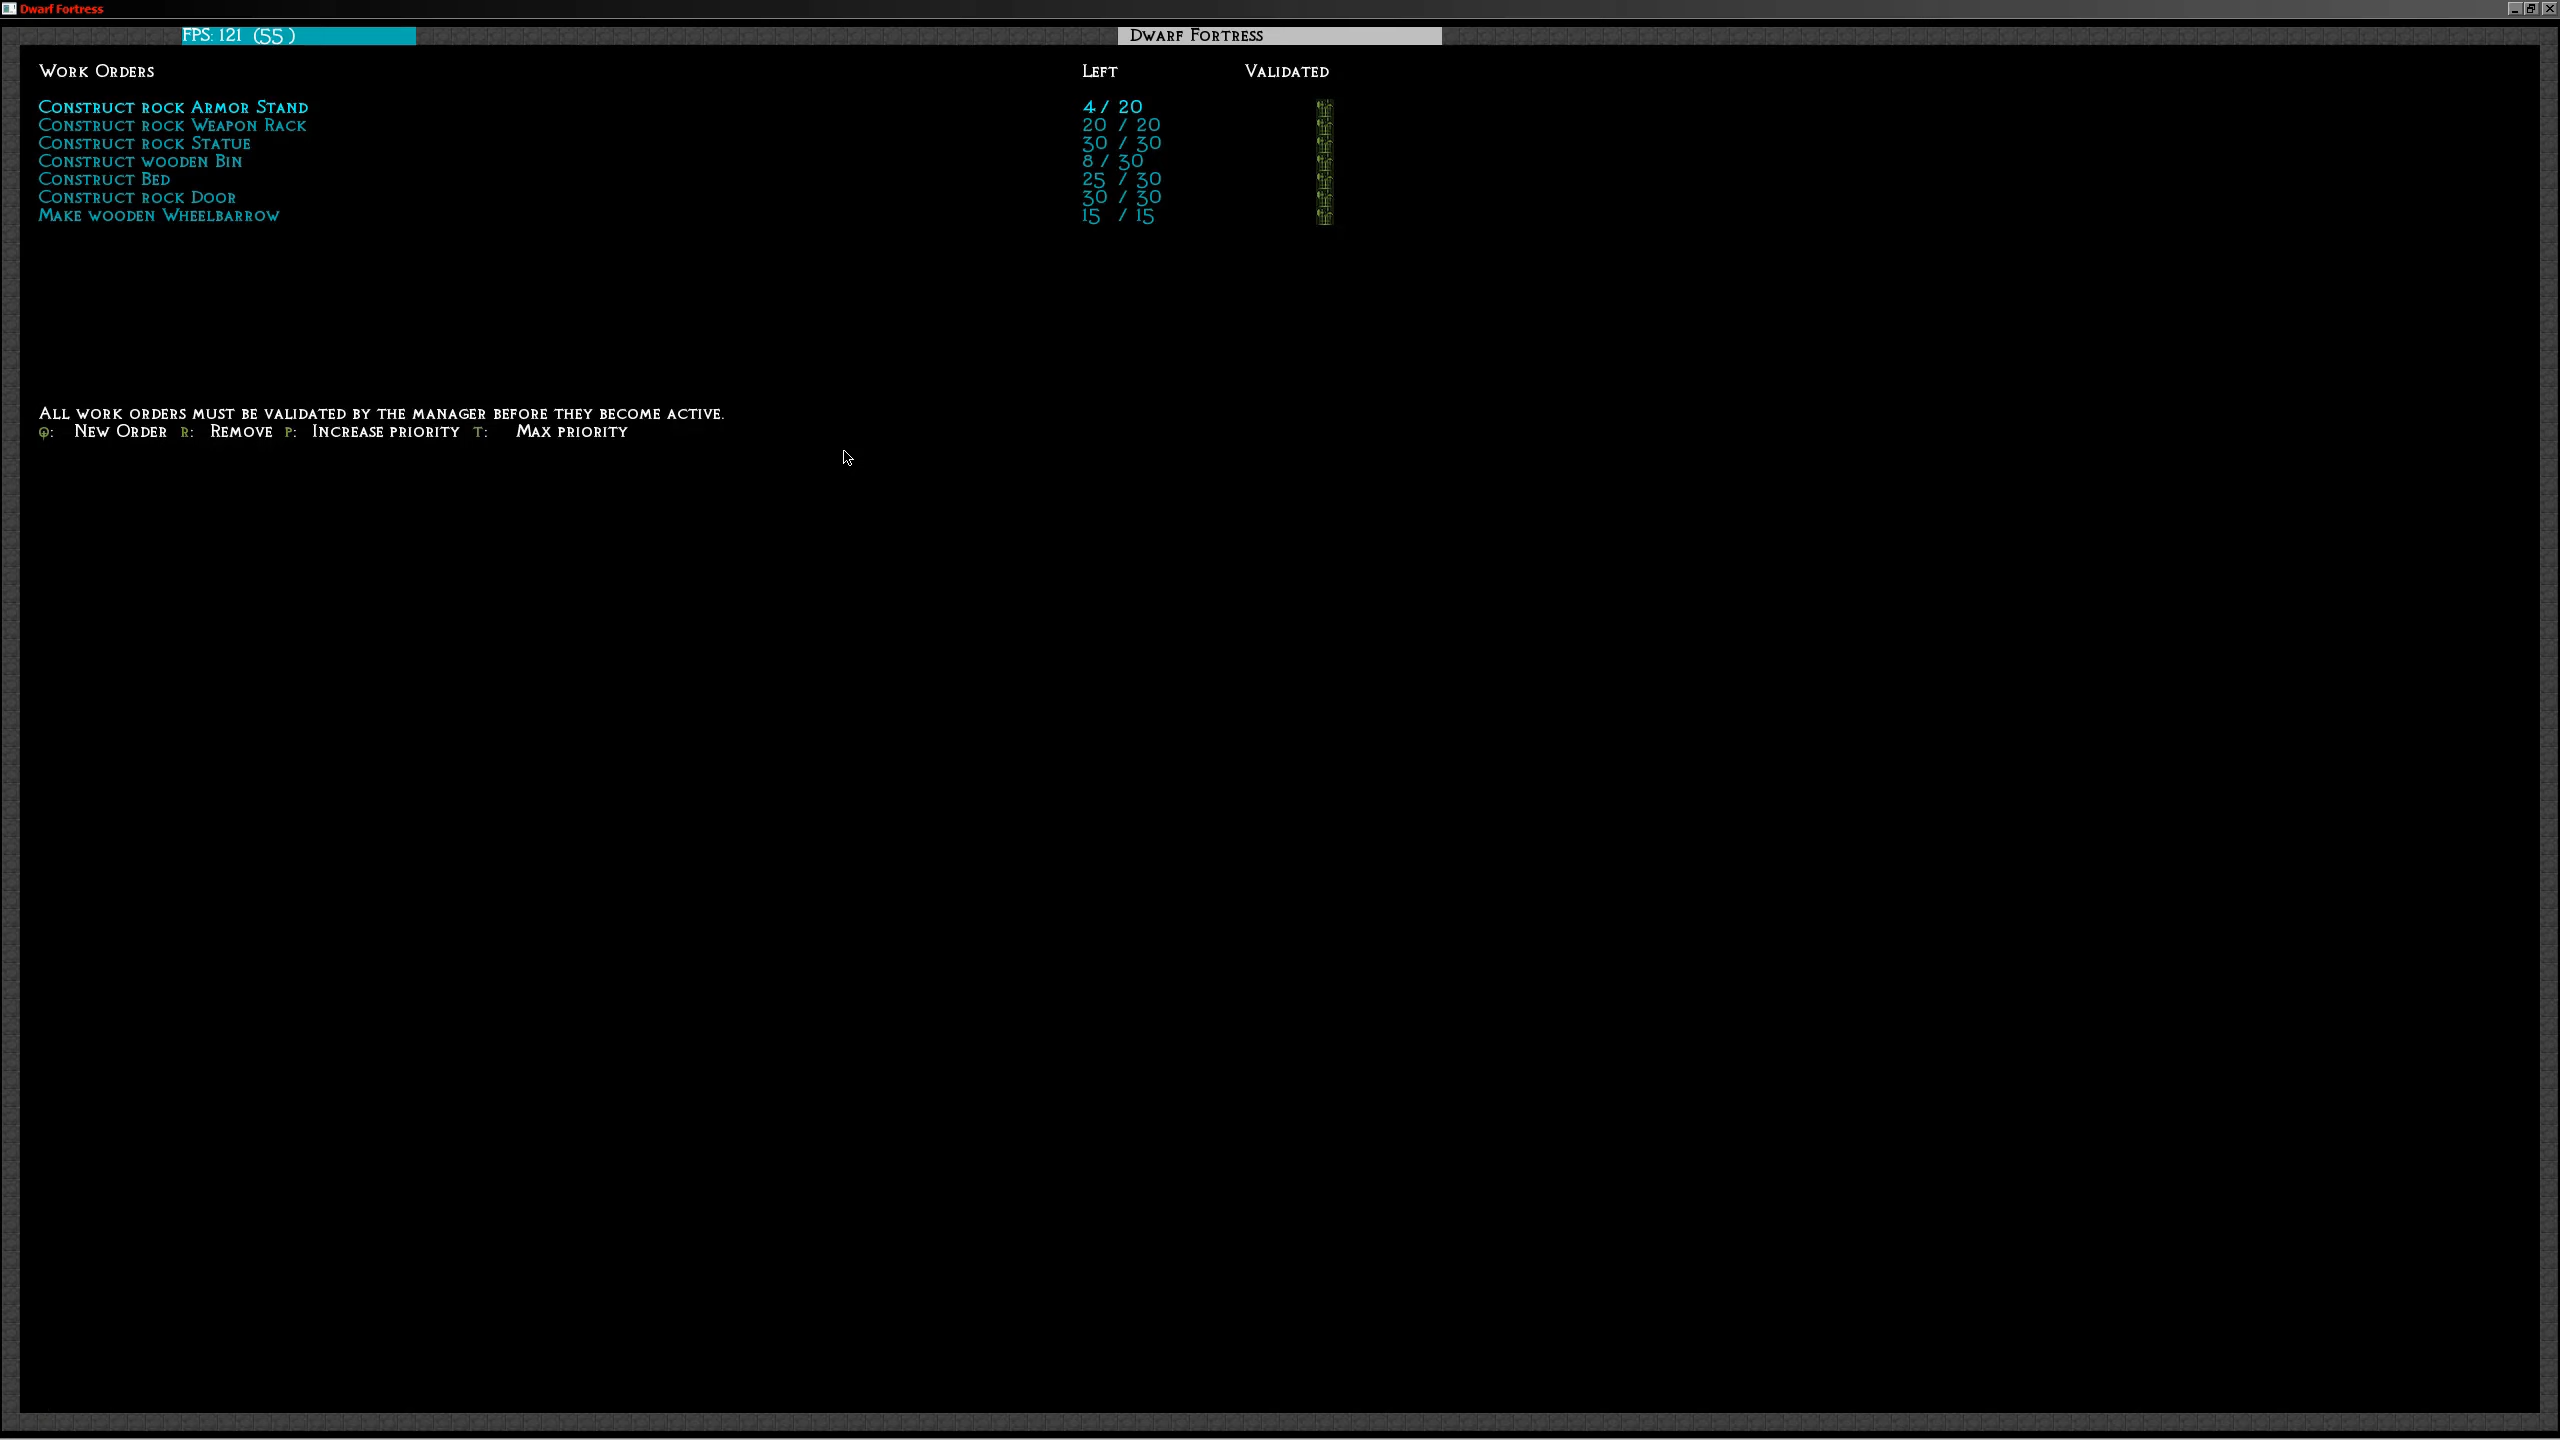 Dwarf Fortress
FPS: 121 (55)
Dwarf Fortress
Work Orders Left Validated
Construct rock Armor Stand 4 / 20
Construct rock Weapon Rack 20 / 20
Construct rock Statue 30 / 30
Construct wooden Bin 8 / 30
Construct Bed 25 / 30
Construct rock Door 30 / 30
Make wooden Wheelbarrow 15 / 15
All work orders must be validated by the manager before they become active.
q: New Order r: Remove p: Increase priority t: Max priority